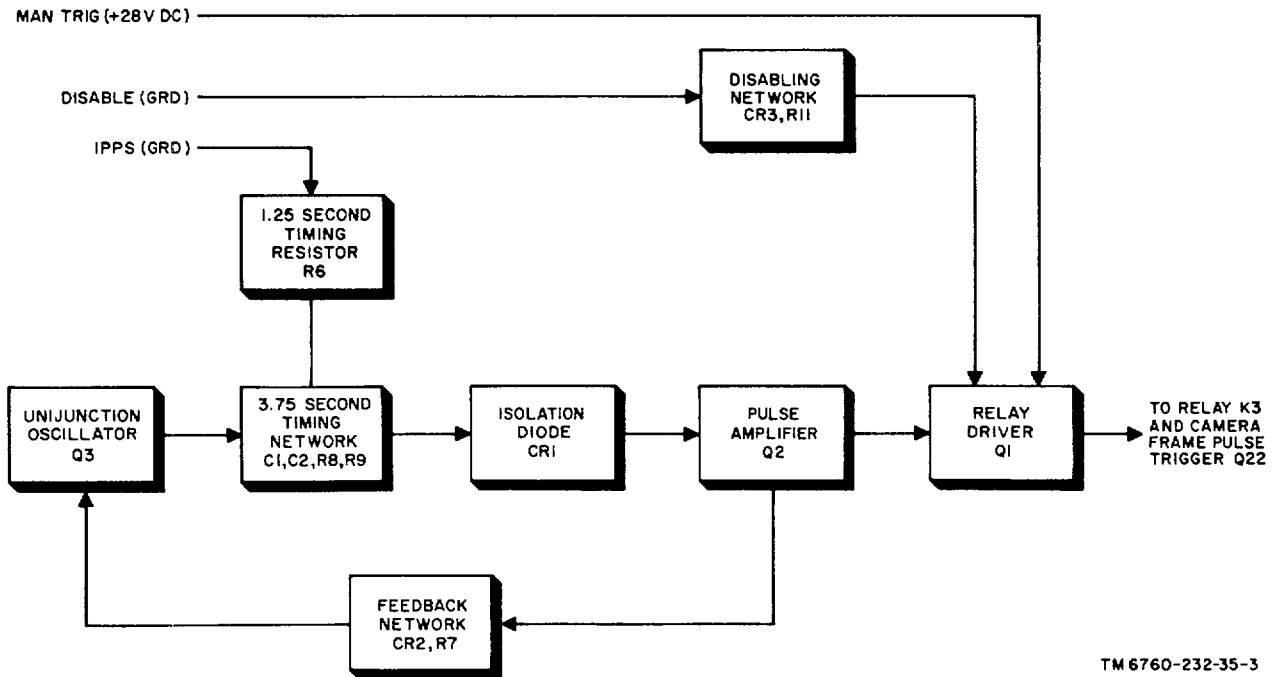 MAN TRIG (+28V DC)
DISABLE (GRD)
DISABLING
NETWORK
CR3, R11
1PPS (GRD)
1.25 SECOND
TIMING
RESISTOR
R6
UNIJUNCTION
OSCILLATOR
Q3
3.75 SECOND
TIMING
NETWORK
C1, C2, R8, R9
ISOLATION
DIODE
CR1
PULSE
AMPLIFIER
Q2
RELAY
DRIVER
Q1
TO RELAY K3
AND CAMERA
FRAME PULSE
TRIGGER Q22
FEEDBACK
NETWORK
CR2, R7
TM 6760-232-35-3